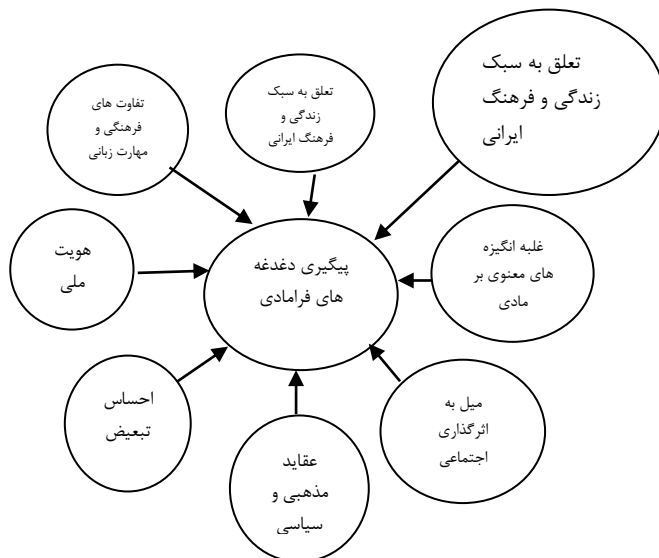 تعلق به سبک
زندگی و فرهنگ
ایرانی
تعلق به سبک
زندگی و
فرهنگ ایرانی
تفاوت های
فرهنگی و
مهارت زبانی
غلبه انگیزه
های معنوی بر
مادی
پیگیری دغدغه
های فرامادی
هویت
ملی
میل به
اثرگذاری
اجتماعی
عقاید
مذهبی و
سیاسی
احساس
تبعیض